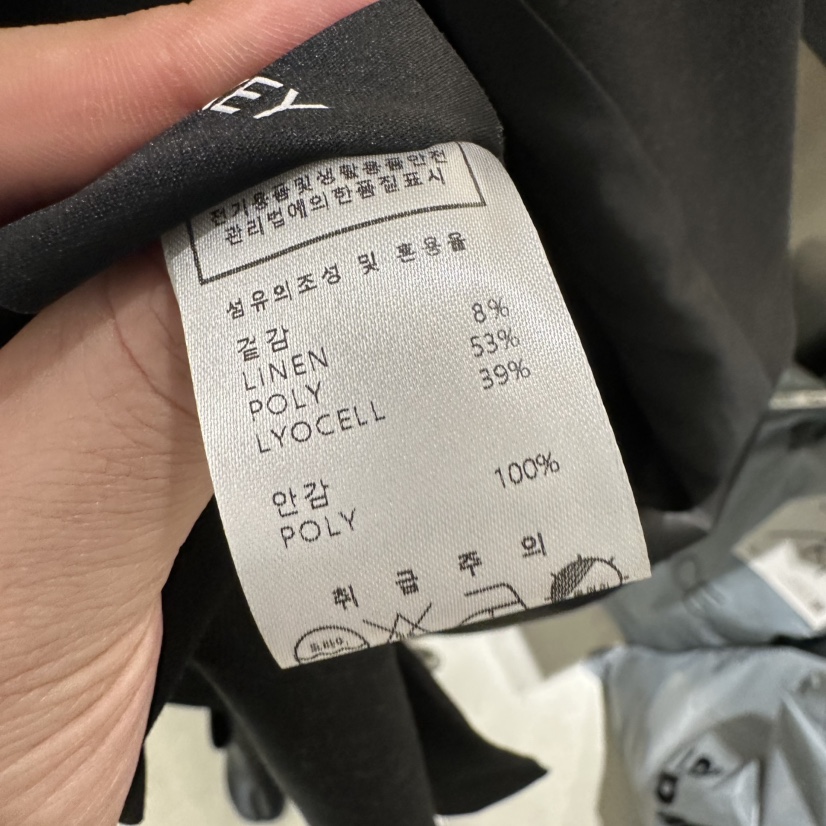 EY
전기용품및생활용품안전
관리법에의한품질표시
섬유의조성 및 혼용율
겉감
LINEN 8%
POLY 53%
LYOCELL 39%
안감
POLY 100%
취 급 주 의